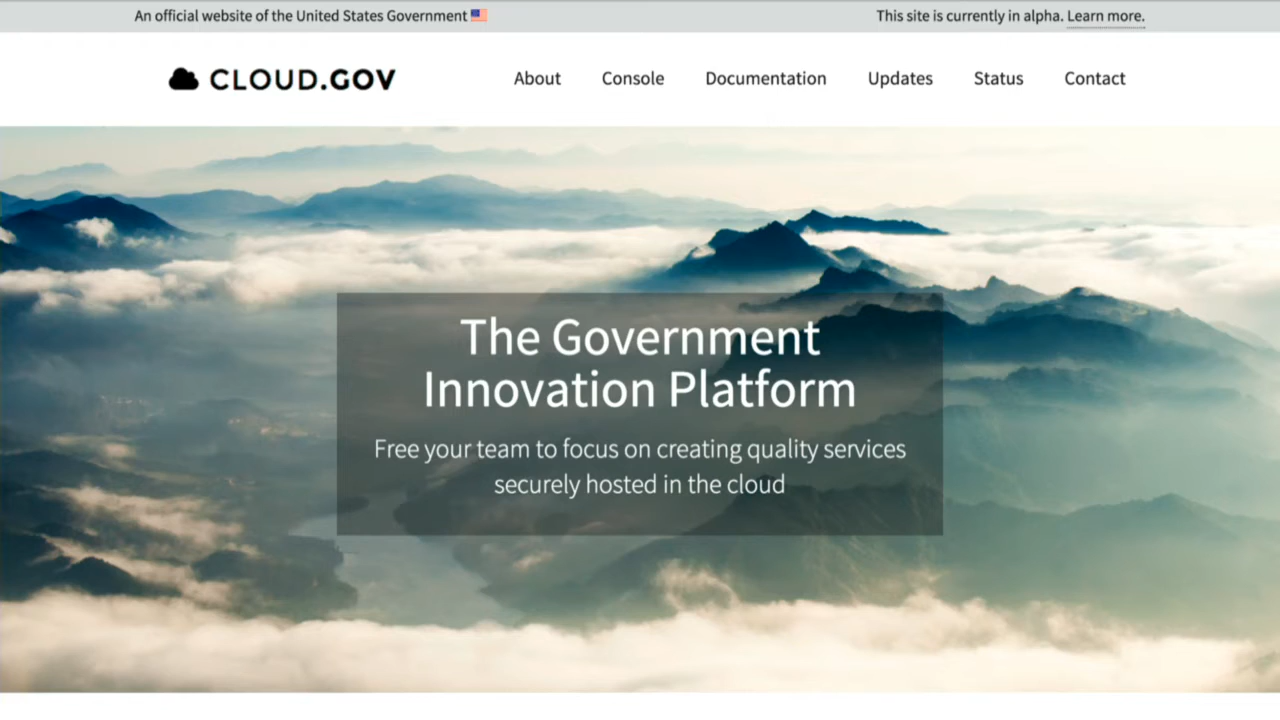 An official website of the United States Government
This site is currently in alpha. Learn more.
CLOUD.GOV
About
Console
Documentation
Updates
Status
Contact
The Government
Innovation Platform
Free your team to focus on creating quality services
securely hosted in the cloud